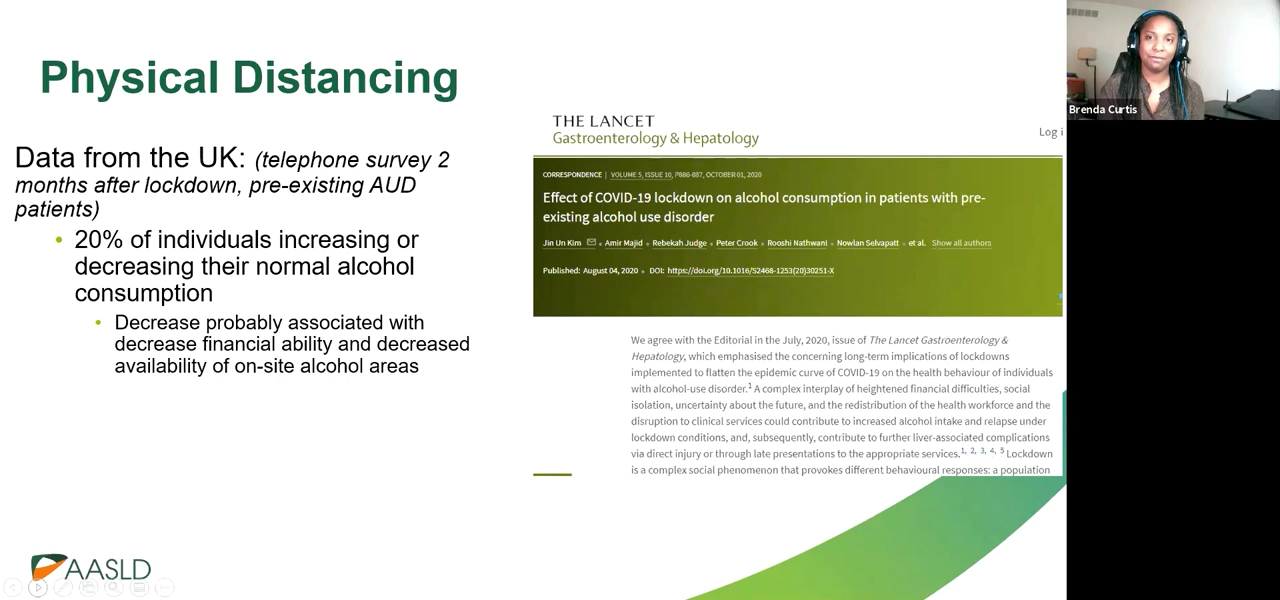 Physical Distancing
Data from the UK: (telephone survey 2
months after lockdown, pre-existing AUD
patients)
• 20% of individuals increasing or
decreasing their normal alcohol
consumption
• Decrease probably associated with
decrease financial ability and decreased
availability of on-site alcohol areas
AASLD
THE LANCET
Gastroenterology & Hepatology
Log i
CORRESPONDENCE | VOLUME 5, ISSUE 10, P886-887, OCTOBER 01, 2020
Effect of COVID-19 lockdown on alcohol consumption in patients with pre-
existing alcohol use disorder
Jin Un Kim • Amir Majid • Rebekah Judge • Peter Crook • Rooshi Nathwani • Nowlan Selvapatt • et al. Show all authors
Published: August 04, 2020 • DOI: https://doi.org/10.1016/S2468-1253(20)30251-X
We agree with the Editorial in the July, 2020, issue of The Lancet Gastroenterology &
Hepatology, which emphasised the concerning long-term implications of lockdowns
implemented to flatten the epidemic curve of COVID-19 on the health behaviour of individuals
with alcohol-use disorder.1 A complex interplay of heightened financial difficulties, social
isolation, uncertainty about the future, and the redistribution of the health workforce and the
disruption to clinical services could contribute to increased alcohol intake and relapse under
lockdown conditions, and, subsequently, contribute to further liver-associated complications
via direct injury or through late presentations to the appropriate services.1, 2, 3, 4, 5 Lockdown
is a complex social phenomenon that provokes different behavioural responses: a population
Brenda Curtis